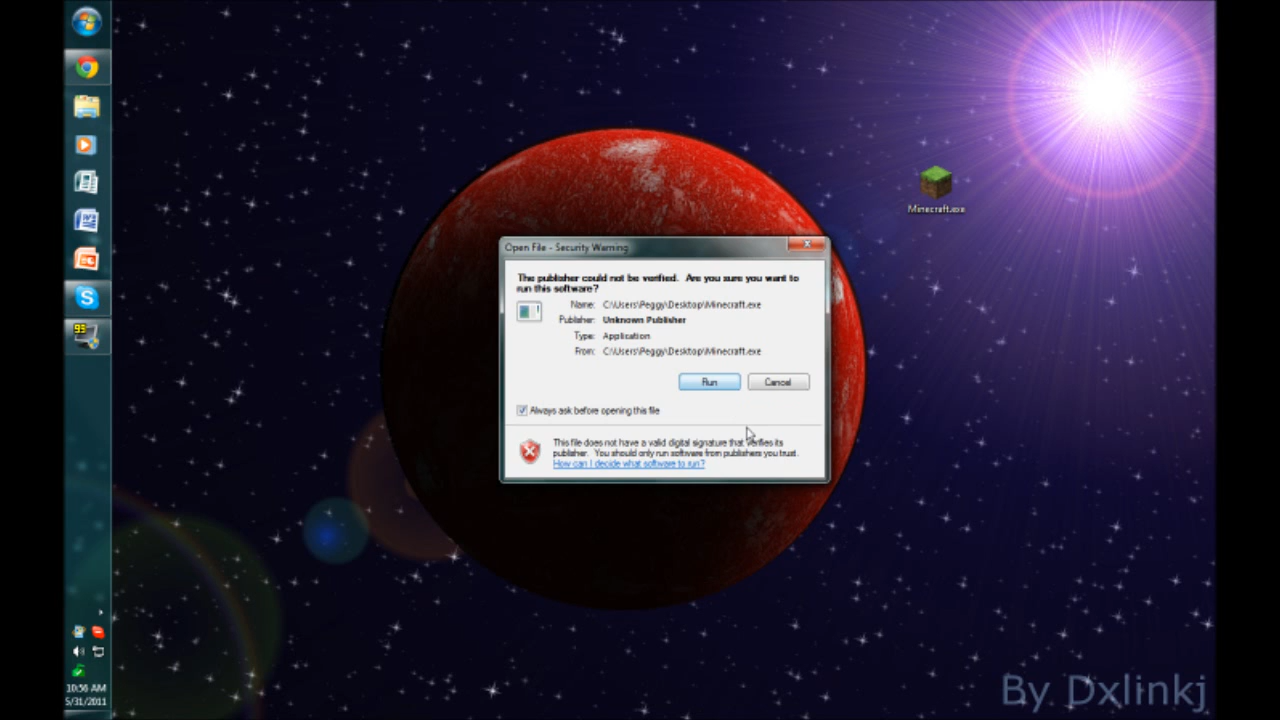 Minecraft.exe
Open File - Security Warning
The publisher could not be verified. Are you sure you want to
run this software?
Name: C:\Users\Peggy\Desktop\Minecraft.exe
Publisher: Unknown Publisher
Type: Application
From: C:\Users\Peggy\Desktop\Minecraft.exe
Run Cancel
Always ask before opening this file
This file does not have a valid digital signature that verifies its
publisher. You should only run software from publishers you trust.
How can I decide what software to run?
99
10:56 AM
5/31/2011
By Dxlinkj